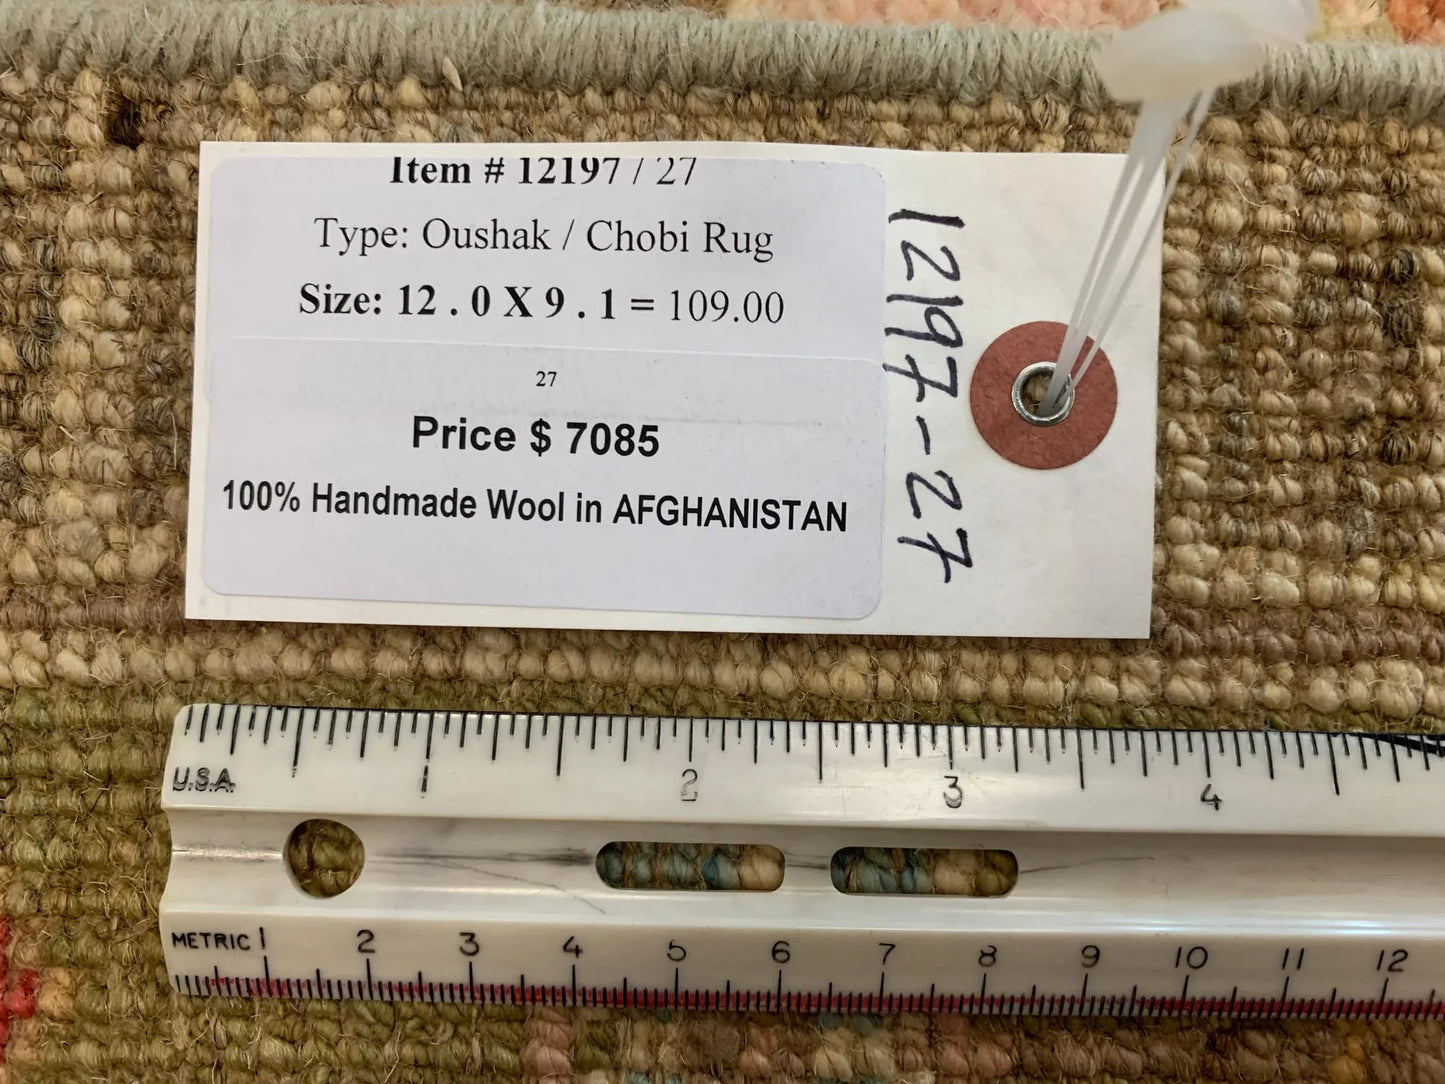 Item # 12197 / 27
Type: Oushak / Chobi Rug
Size: 12 . 0 X 9 . 1 = 109.00
27
Price $ 7085
100% Handmade Wool in AFGHANISTAN
12197-27
1 2 3 4
U.S.A.
METRIC 1 2 3 4 5 6 7 8 9 10 11 12